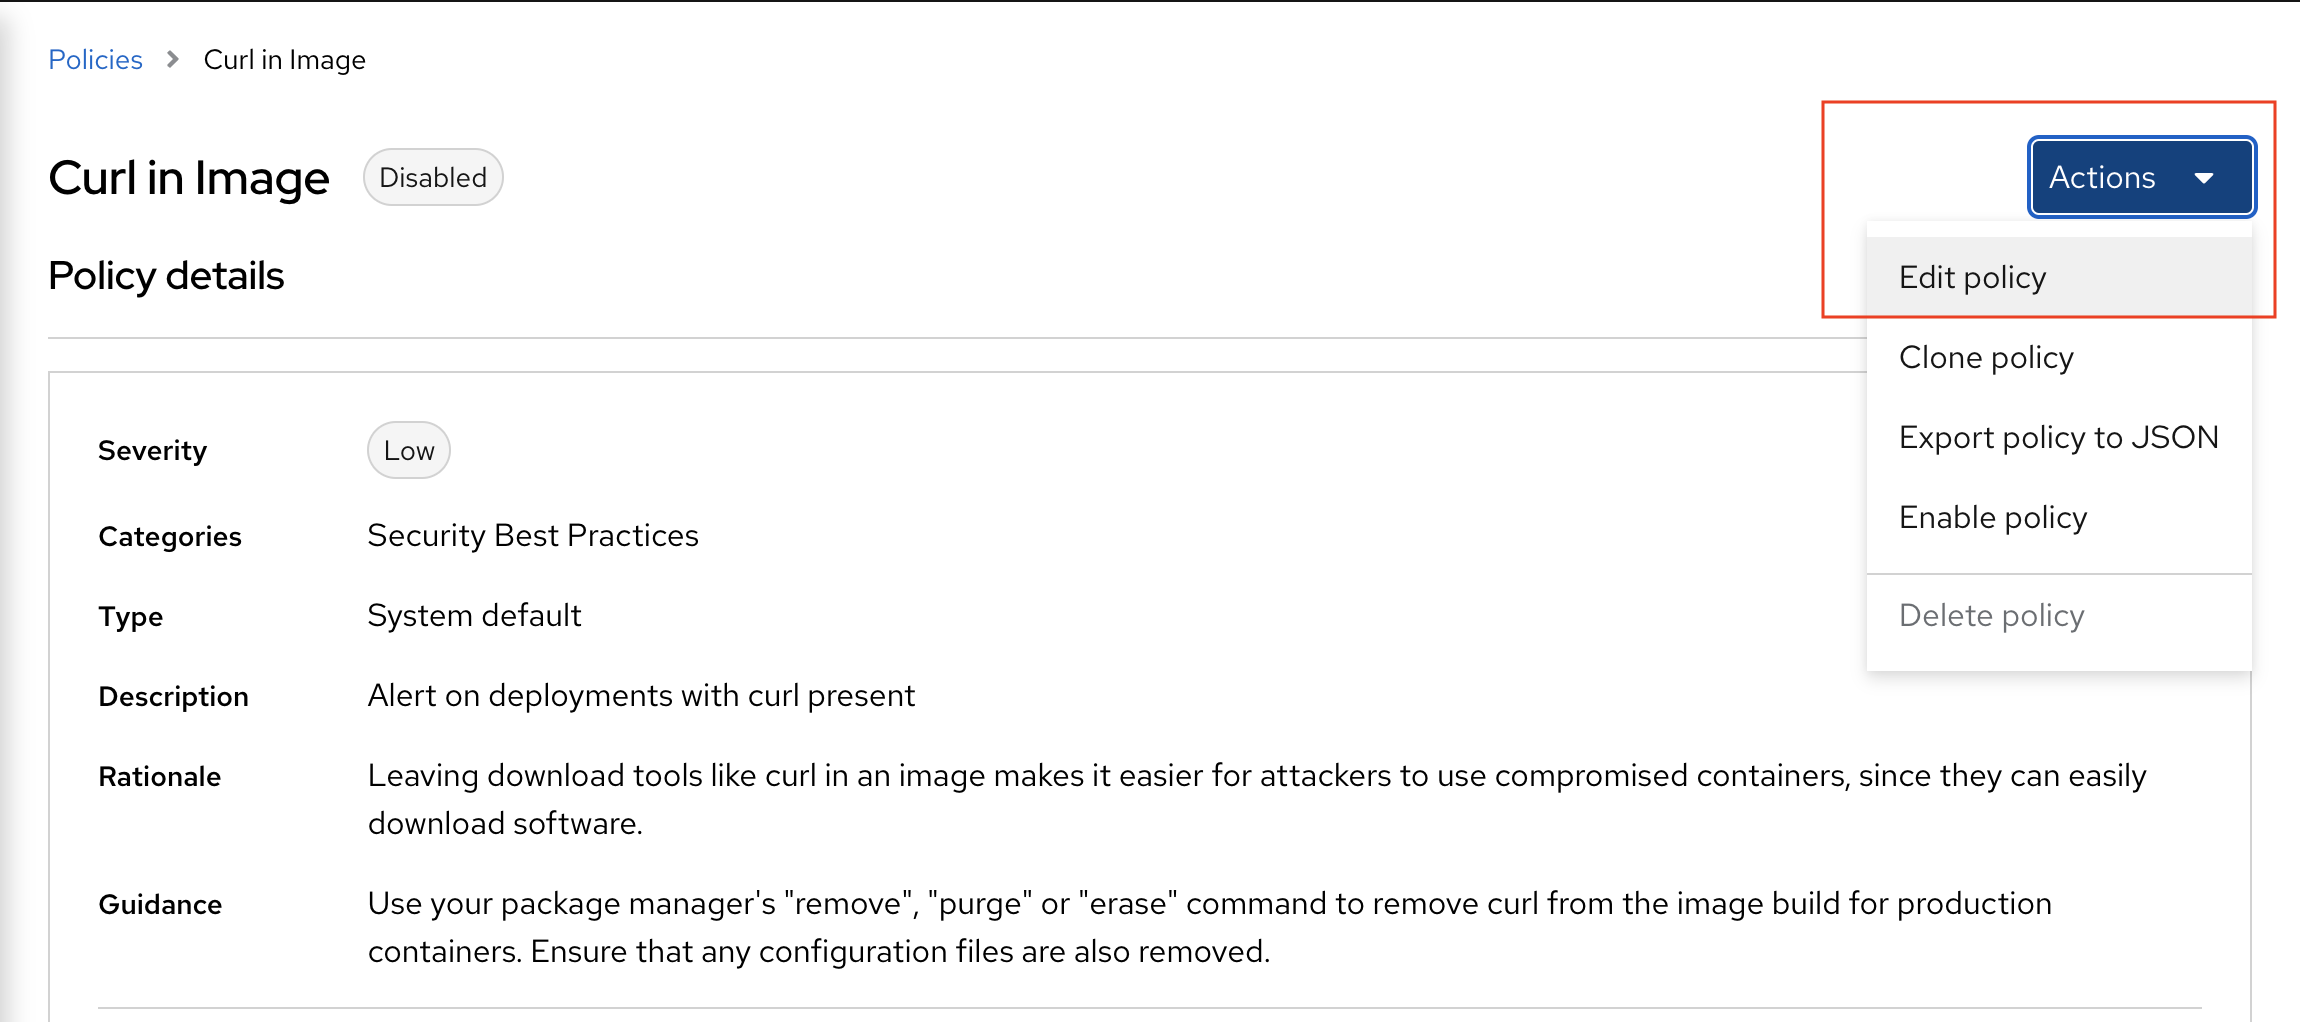 Policies > Curl in Image
Curl in Image Disabled Actions
Policy details
Edit policy
Clone policy
Export policy to JSON
Enable policy
Delete policy
Severity Low
Categories Security Best Practices
Type System default
Description Alert on deployments with curl present
Rationale Leaving download tools like curl in an image makes it easier for attackers to use compromised containers, since they can easily
download software.
Guidance Use your package manager's "remove", "purge" or "erase" command to remove curl from the image build for production
containers. Ensure that any configuration files are also removed.